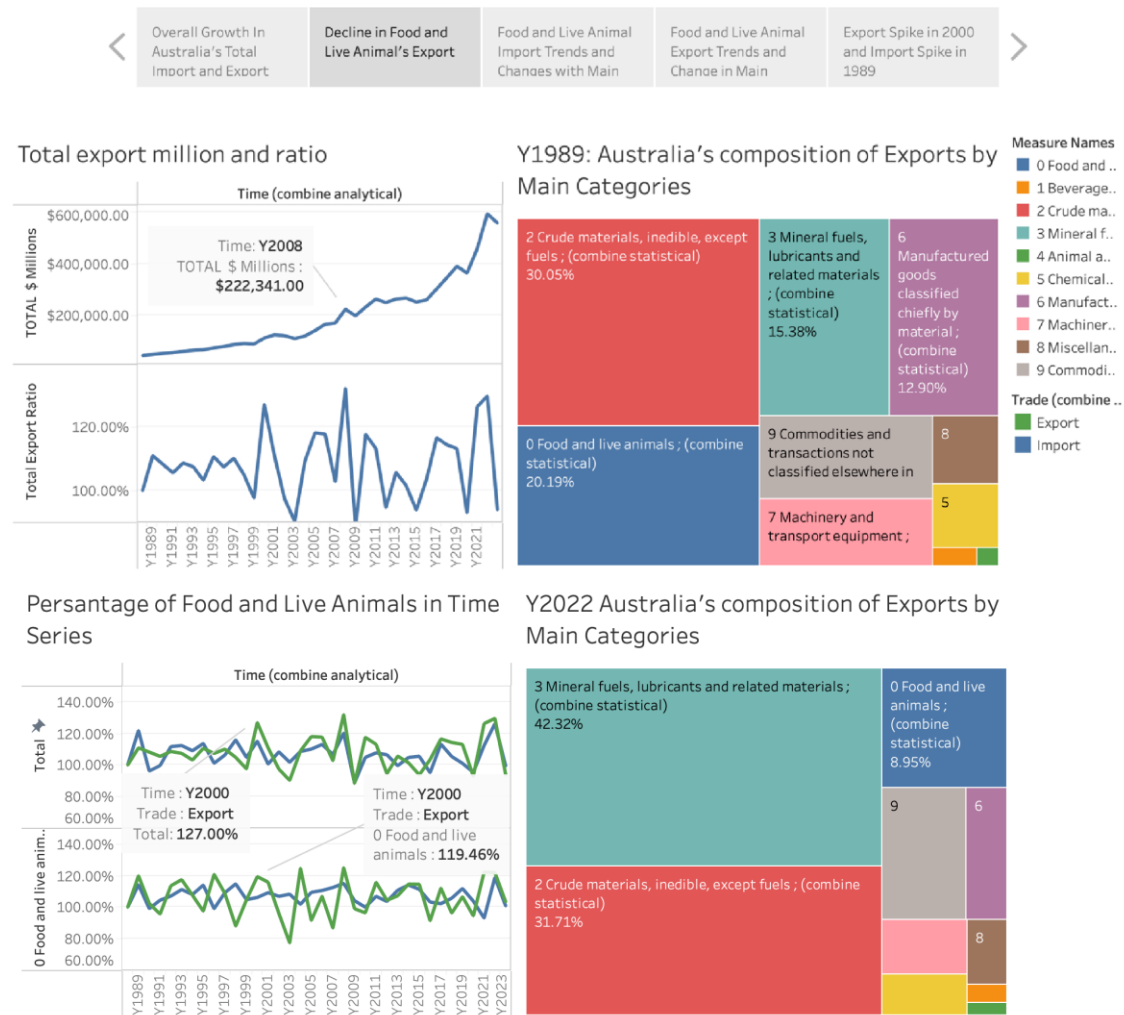 Overall Growth In
Australia's Total
Import and Export
Decline in Food and
Live Animal's Export
Food and Live Animal
Import Trends and
Changes with Main
Food and Live Animal
Export Trends and
Change in Main
Export Spike in 2000
and Import Spike in
1989
Total export million and ratio
Time (combine analytical)
TOTAL $ Millions
$600,000.00
$400,000.00
$200,000.00
Time: Y2008
TOTAL $ Millions :
$222,341.00
Total Export Ratio
120.00%
100.00%
Y1989
Y1991
Y1993
Y1995
Y1997
Y1999
Y2001
Y2003
Y2005
Y2007
Y2009
Y2011
Y2013
Y2015
Y2017
Y2019
Y2021
Y1989: Australia's composition of Exports by
Main Categories
2 Crude materials, inedible, except
fuels ; (combine statistical)
30.05%
3 Mineral fuels,
lubricants and
related materials
; (combine
statistical)
15.38%
6
Manufactured
goods
classified
chiefly by
material ;
(combine
statistical)
12.90%
0 Food and live animals ; (combine
statistical)
20.19%
9 Commodities and
transactions not
classified elsewhere in
7 Machinery and
transport equipment ;
8
5
Measure Names
0 Food and ..
1 Beverage..
2 Crude ma..
3 Mineral f..
4 Animal a..
5 Chemical..
6 Manufact..
7 Machiner..
8 Miscellan..
9 Commodi..
Trade (combine ..
Export
Import
Persantage of Food and Live Animals in Time
Series
Time (combine analytical)
Total
140.00%
120.00%
100.00%
80.00%
60.00%
Time : Y2000
Trade : Export
Total: 127.00%
Time : Y2000
Trade : Export
0 Food and live
animals : 119.46%
0 Food and live anim..
140.00%
120.00%
100.00%
80.00%
60.00%
Y1989
Y1991
Y1993
Y1995
Y1997
Y1999
Y2001
Y2003
Y2005
Y2007
Y2009
Y2011
Y2013
Y2015
Y2017
Y2019
Y2021
Y2023
Y2022 Australia's composition of Exports by
Main Categories
3 Mineral fuels, lubricants and related materials ;
(combine statistical)
42.32%
0 Food and live
animals ;
(combine
statistical)
8.95%
9
6
2 Crude materials, inedible, except fuels ; (combine
statistical)
31.71%
8